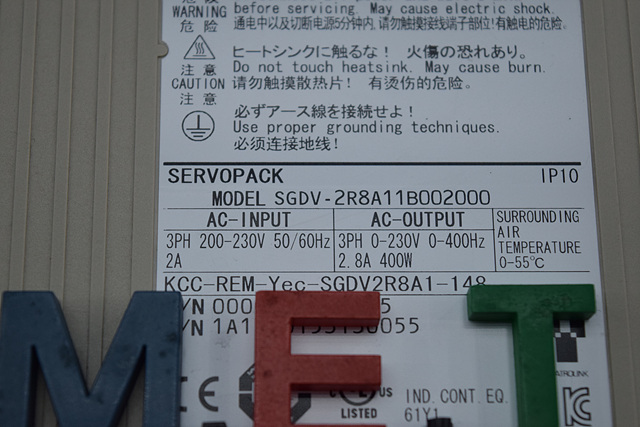 WARNING before servicing. May cause electric shock.
危 险 通电中以及切断电源5分钟内,请勿触摸接线端子部位!有触电的危险。
ヒートシンクに触るな! 火傷の恐れあり。
注 意 Do not touch heatsink. May cause burn.
CAUTION 请勿触摸散热片! 有烫伤的危险。
注 意
必ずアース線を接続せよ!
Use proper grounding techniques.
必须连接地线!
SERVOPACK IP10
MODEL SGDV-2R8A11B002000
AC-INPUT AC-OUTPUT SURROUNDING
AIR
TEMPERATURE
0-55℃
3PH 200-230V 50/60Hz 3PH 0-230V 0-400Hz
2A 2.8A 400W
KCC-REM-Yec-SGDV2R8A1-148
/N 000 5
/N 1A1 055
M E T
CE US IND. CONT. EQ.
LISTED 61Y1